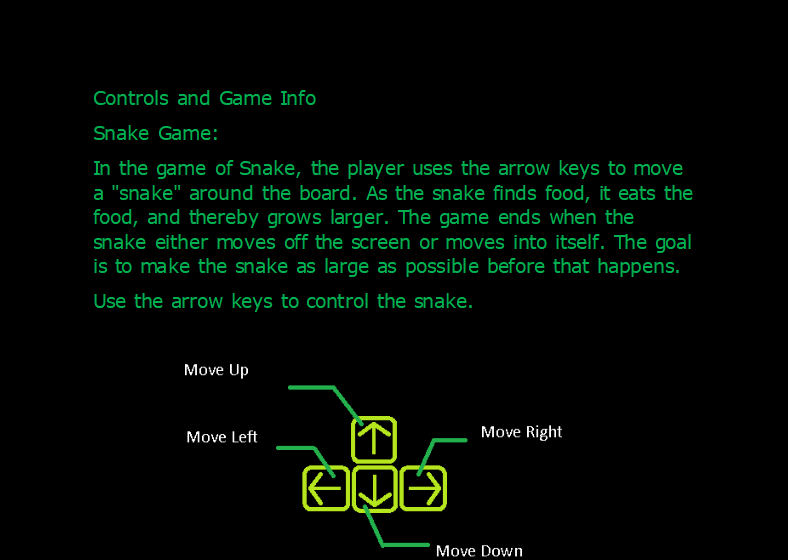 Controls and Game Info
Snake Game:
In the game of Snake, the player uses the arrow keys to move
a "snake" around the board. As the snake finds food, it eats the
food, and thereby grows larger. The game ends when the
snake either moves off the screen or moves into itself. The goal
is to make the snake as large as possible before that happens.
Use the arrow keys to control the snake.
Move Up
Move Left
Move Right
Move Down